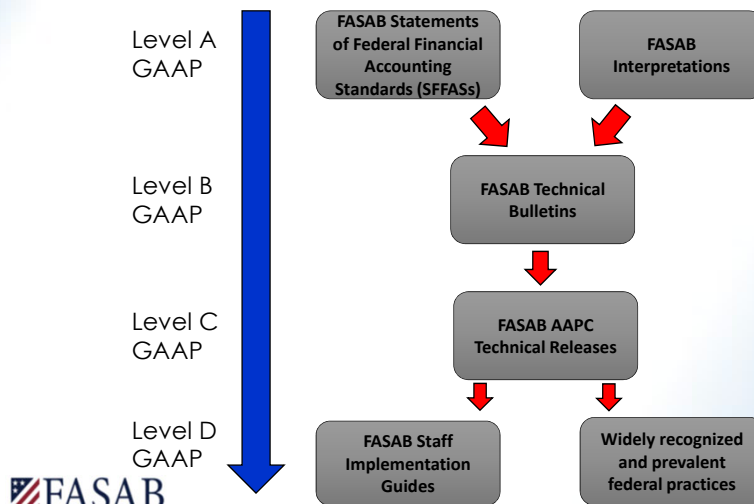 Level A
GAAP
FASAB Statements
of Federal Financial
Accounting
Standards (SFFASs)
FASAB
Interpretations
Level B
GAAP
FASAB Technical
Bulletins
Level C
GAAP
FASAB AAPC
Technical Releases
Level D
GAAP
FASAB Staff
Implementation
Guides
Widely recognized
and prevalent
federal practices
FASAB